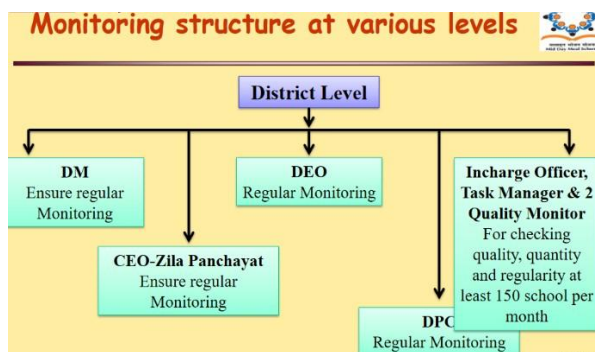 Monitoring structure at various levels
District Level
DM
Ensure regular
Monitoring
CEO-Zila Panchayat
Ensure regular
Monitoring
DEO
Regular Monitoring
DPC
Regular Monitoring
Incharge Officer,
Task Manager & 2
Quality Monitor
For checking
quality, quantity
and regularity at
least 150 school per
month